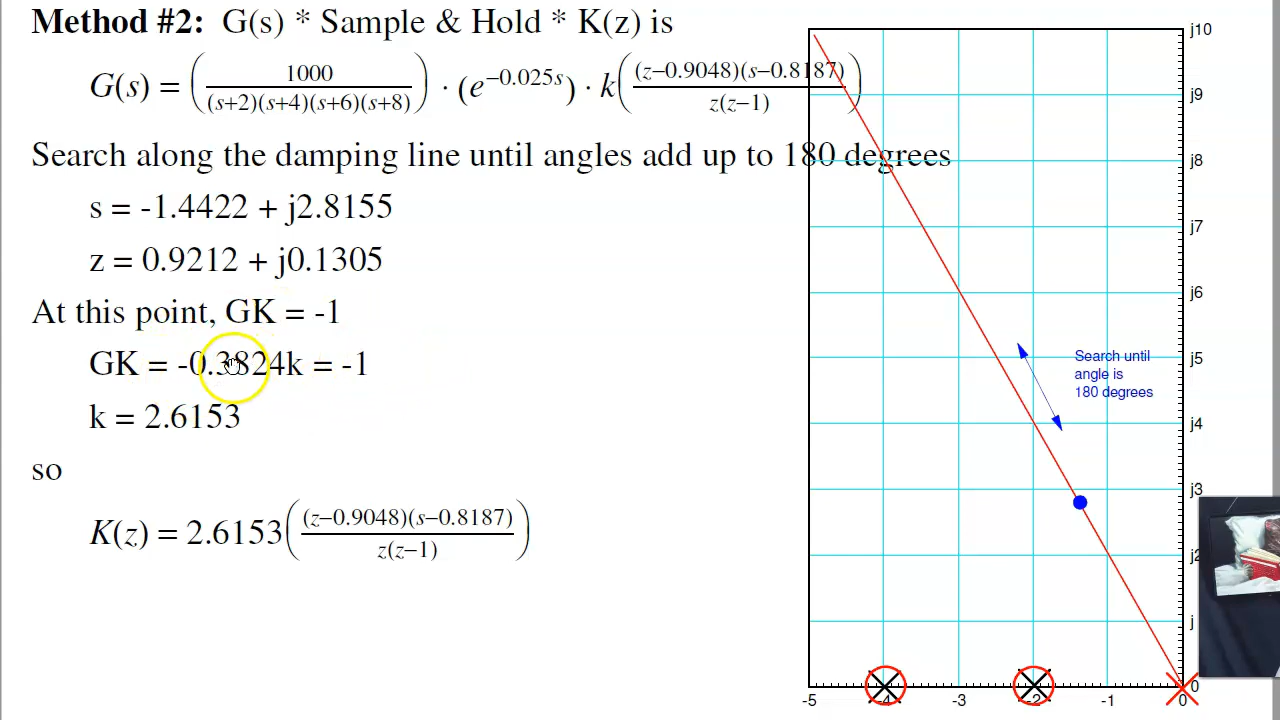 Method #2: G(s) * Sample & Hold * K(z) is
G(s) = (1000/((s+2)(s+4)(s+6)(s+8))) · (e^−0.025s) · k((z−0.9048)(s−0.8187)/(z(z−1)))
Search along the damping line until angles add up to 180 degrees
s = -1.4422 + j2.8155
z = 0.9212 + j0.1305
At this point, GK = -1
GK = -0.3824k = -1
k = 2.6153
so
K(z) = 2.6153((z−0.9048)(s−0.8187)/(z(z−1)))
j10
j9
j8
j7
j6
j5
j4
j3
j2
j
0
Search until
angle is
180 degrees
-5 -4 -3 -2 -1 0